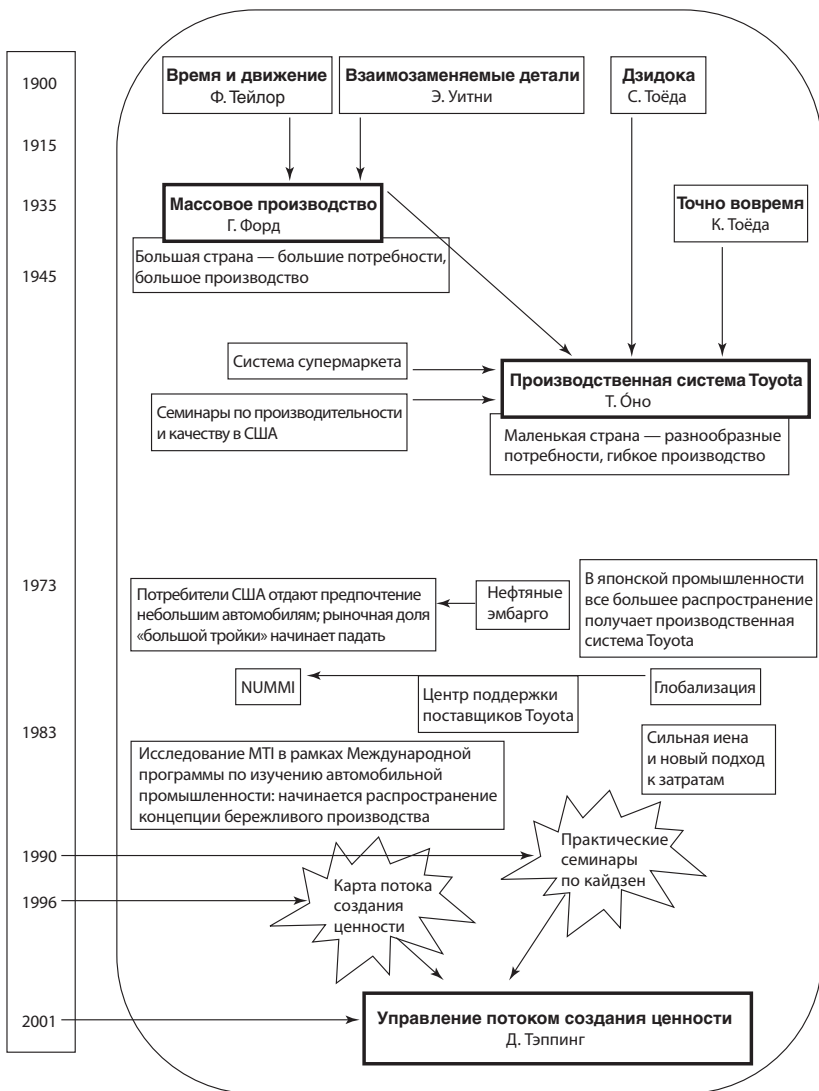 1900
Время и движение
Ф. Тейлор
Взаимозаменяемые детали
Э. Уитни
Дзидока
С. Тоёда
1915
1935
Массовое производство
Г. Форд
Точно вовремя
К. Тоёда
Большая страна — большие потребности,
большое производство
1945
Система супермаркета
Производственная система Toyota
Т. О́но
Семинары по производительности
и качеству в США
Маленькая страна — разнообразные
потребности, гибкое производство
1973
Потребители США отдают предпочтение
небольшим автомобилям; рыночная доля
«большой тройки» начинает падать
Нефтяные
эмбарго
В японской промышленности
все большее распространение
получает производственная
система Toyota
NUMMI
Центр поддержки
поставщиков Toyota
Глобализация
1983
Сильная иена
и новый подход
к затратам
Исследование MTI в рамках Международной
программы по изучению автомобильной
промышленности: начинается распространение
концепции бережливого производства
1990
Практические
семинары
по кайдзен
1996
Карта потока
создания
ценности
2001
Управление потоком создания ценности
Д. Тэппинг